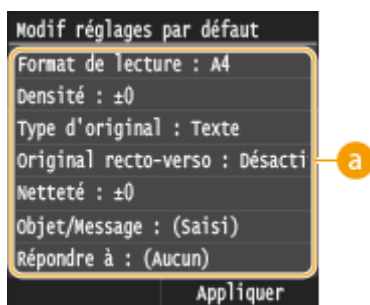 Modif réglages par défaut
Format de lecture : A4
Densité : ±0
Type d'original : Texte
Original recto-verso : Désacti
a
Netteté : ±0
Objet/Message : (Saisi)
Répondre à : (Aucun)
Appliquer